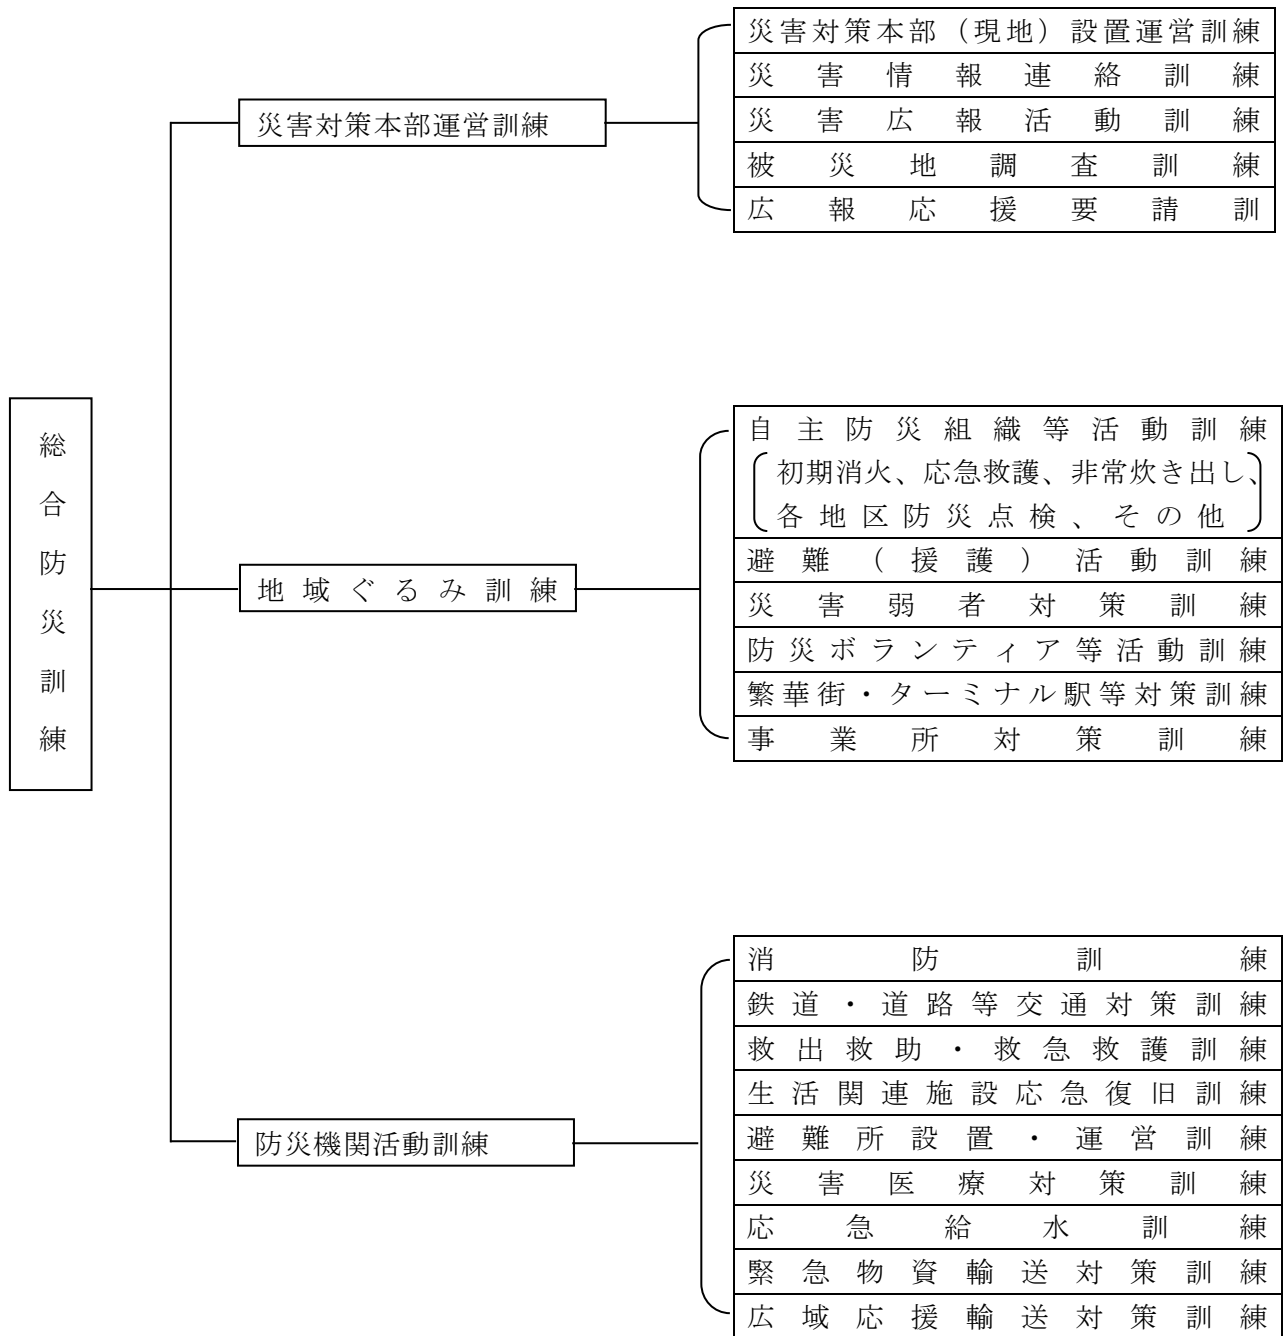 総合防災訓練
災害対策本部運営訓練
災害対策本部（現地）設置運営訓練
災害情報連絡訓練
災害広報活動訓練
被災地調査訓練
広報応援要請訓
地域ぐるみ訓練
自主防災組織等活動訓練
初期消火、応急救護、非常炊き出し、
各地区防災点検、その他
避難（援護）活動訓練
災害弱者対策訓練
防災ボランティア等活動訓練
繁華街・ターミナル駅等対策訓練
事業所対策訓練
防災機関活動訓練
消防訓練
鉄道・道路等交通対策訓練
救出救助・救急救護訓練
生活関連施設応急復旧訓練
避難所設置・運営訓練
災害医療対策訓練
応急給水訓練
緊急物資輸送対策訓練
広域応援輸送対策訓練